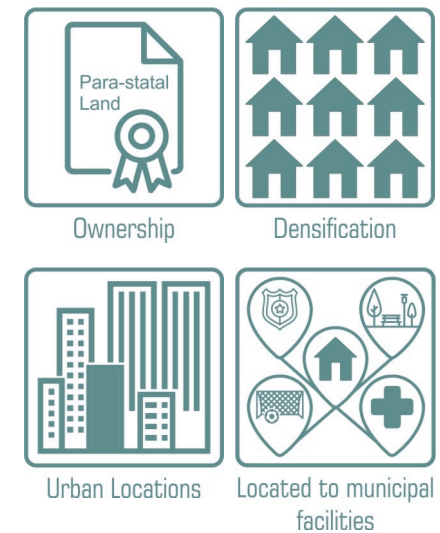 Para-statal
Land
Ownership
Densification
Urban Locations
Located to municipal
facilities